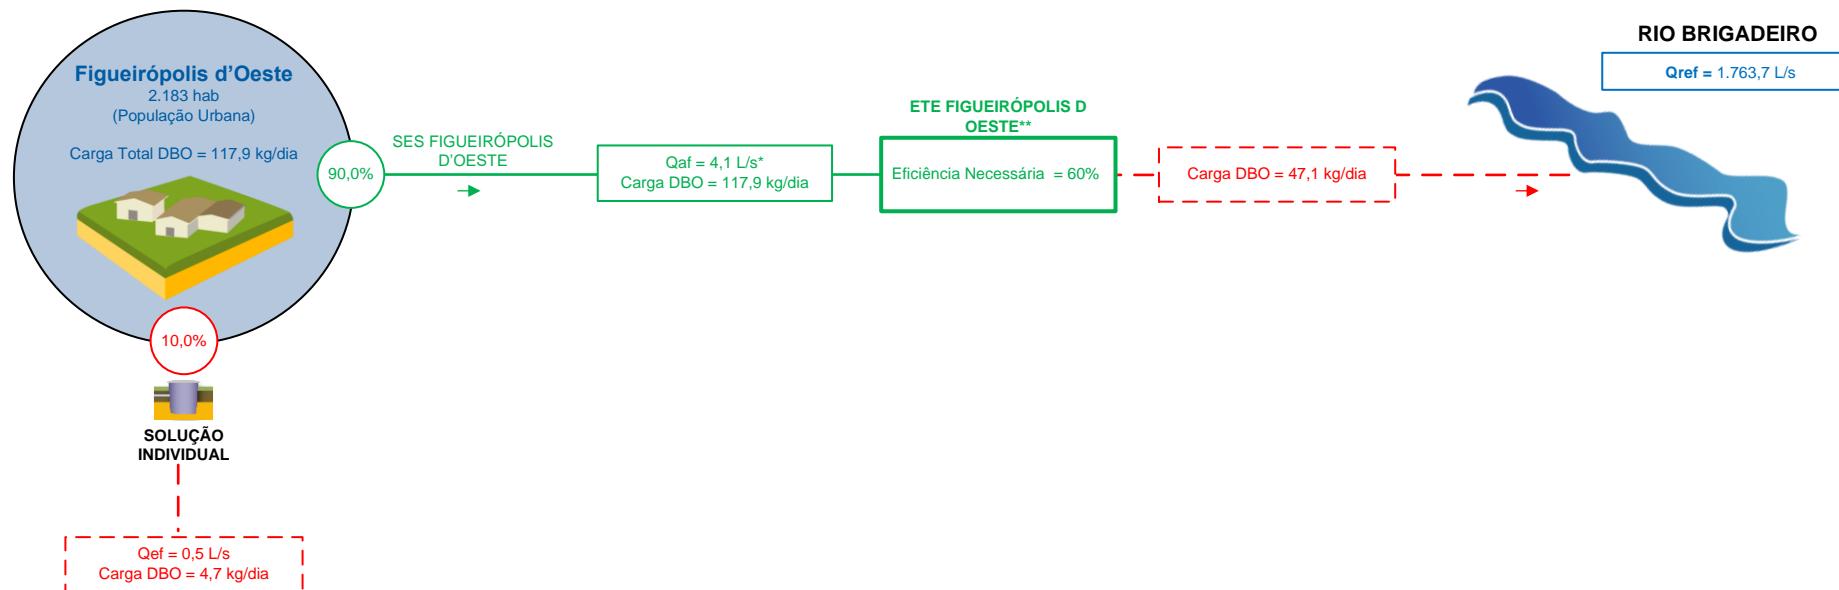 Figueirópolis d'Oeste
2.183 hab
(População Urbana)
Carga Total DBO = 117,9 kg/dia
90,0%
10,0%
SOLUÇÃO
INDIVIDUAL
Qef = 0,5 L/s
Carga DBO = 4,7 kg/dia
SES FIGUEIRÓPOLIS
D'OESTE
Qaf = 4,1 L/s*
Carga DBO = 117,9 kg/dia
ETE FIGUEIRÓPOLIS D
OESTE**
Eficiência Necessária = 60%
Carga DBO = 47,1 kg/dia
RIO BRIGADEIRO
Qref = 1.763,7 L/s